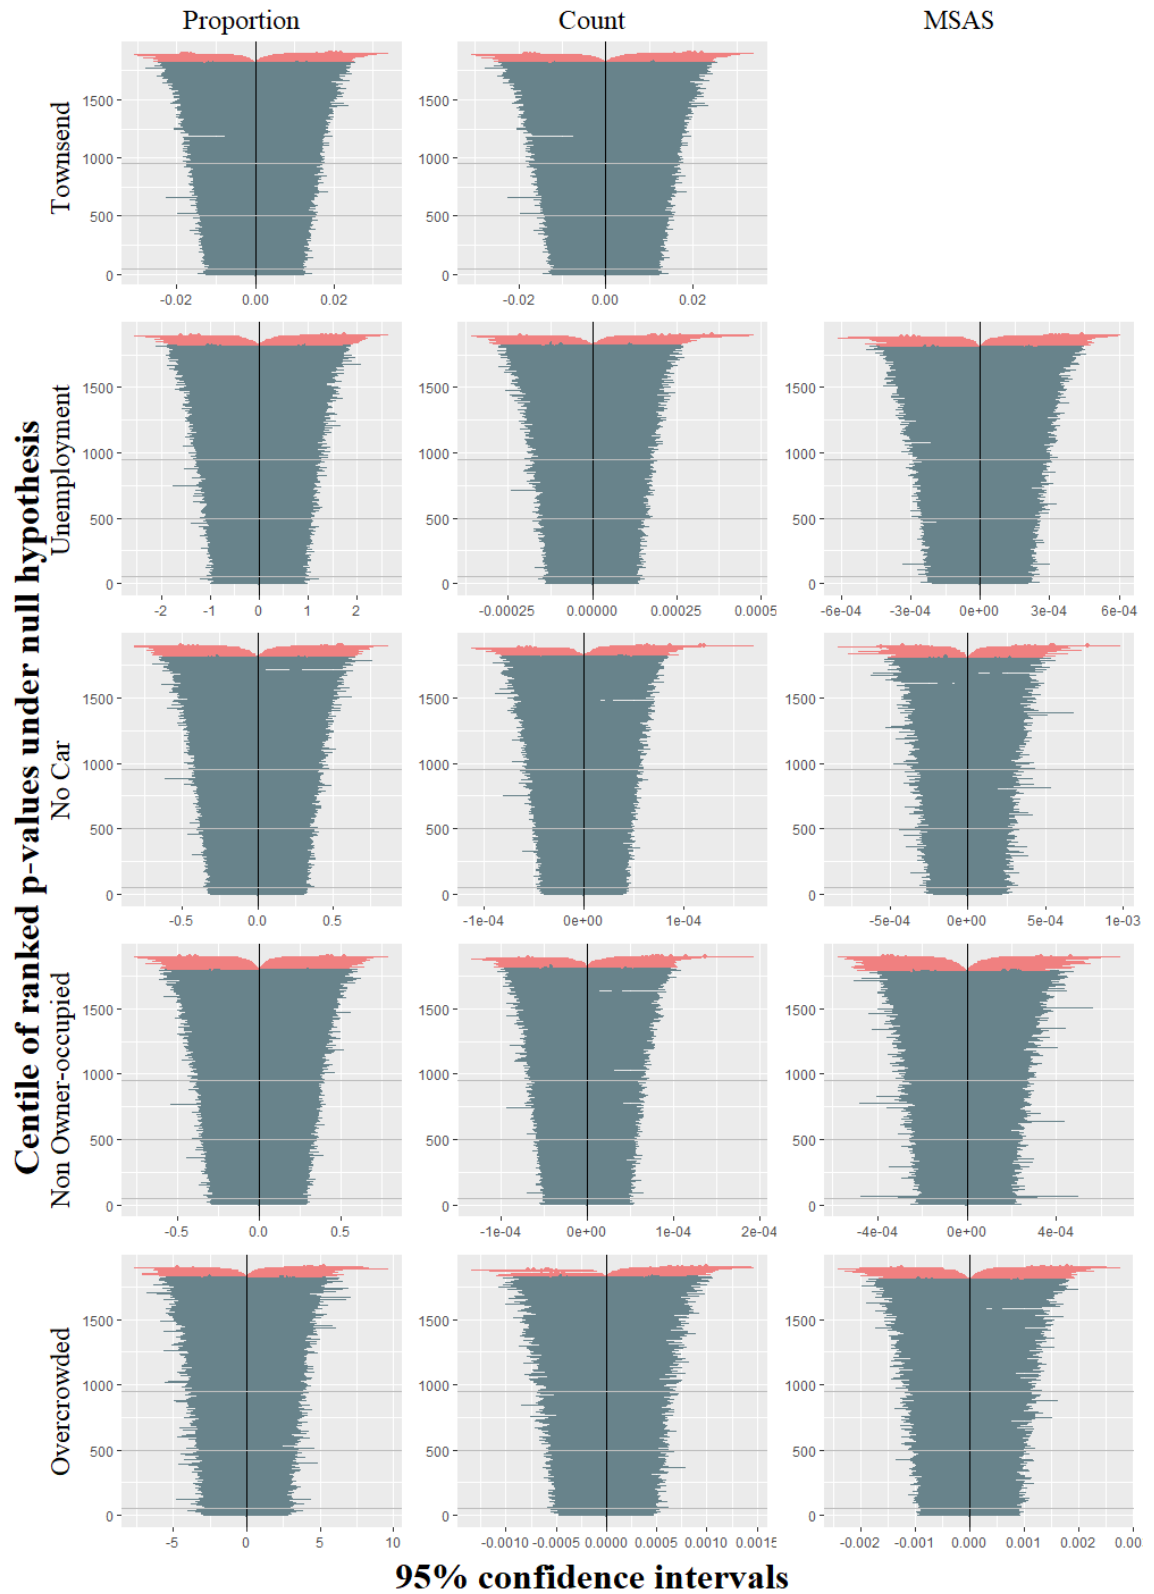 Proportion Count MSAS
Centile of ranked p-values under null hypothesis
Townsend
1500
1000
500
0
-0.02 0.00 0.02
1500
1000
500
0
-0.02 0.00 0.02
Unemployment
1500
1000
500
0
-2 -1 0 1 2
1500
1000
500
0
-0.00025 0.00000 0.00025 0.0005
1500
1000
500
0
-6e-04 -3e-04 0e+00 3e-04 6e-04
No Car
1500
1000
500
0
-0.5 0.0 0.5
1500
1000
500
0
-1e-04 0e+00 1e-04
1500
1000
500
0
-5e-04 0e+00 5e-04 1e-03
Non Owner-occupied
1500
1000
500
0
-0.5 0.0 0.5
1500
1000
500
0
-1e-04 0e+00 1e-04 2e-04
1500
1000
500
0
-4e-04 0e+00 4e-04
Overcrowded
1500
1000
500
0
-5 0 5 10
1500
1000
500
0
-0.0010 -0.0005 0.0000 0.0005 0.0010 0.0015
1500
1000
500
0
-0.002 -0.001 0.000 0.001 0.002 0.00
95% confidence intervals